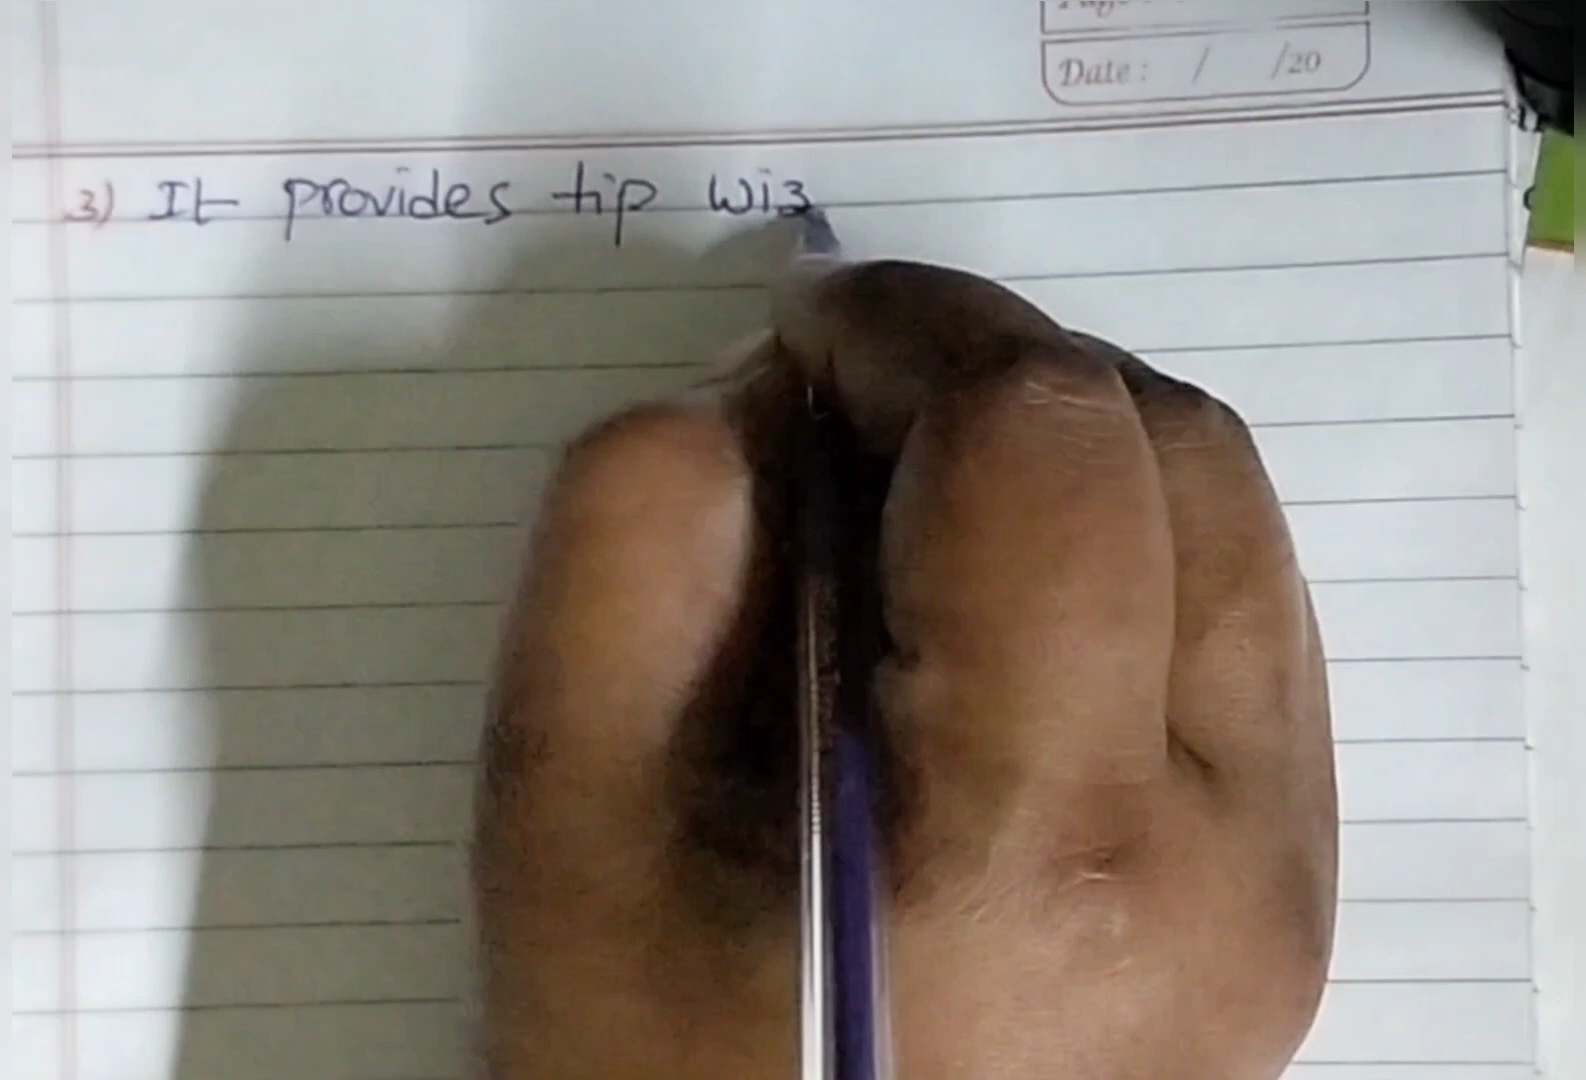 Date : / /20
3) It provides tip wiz